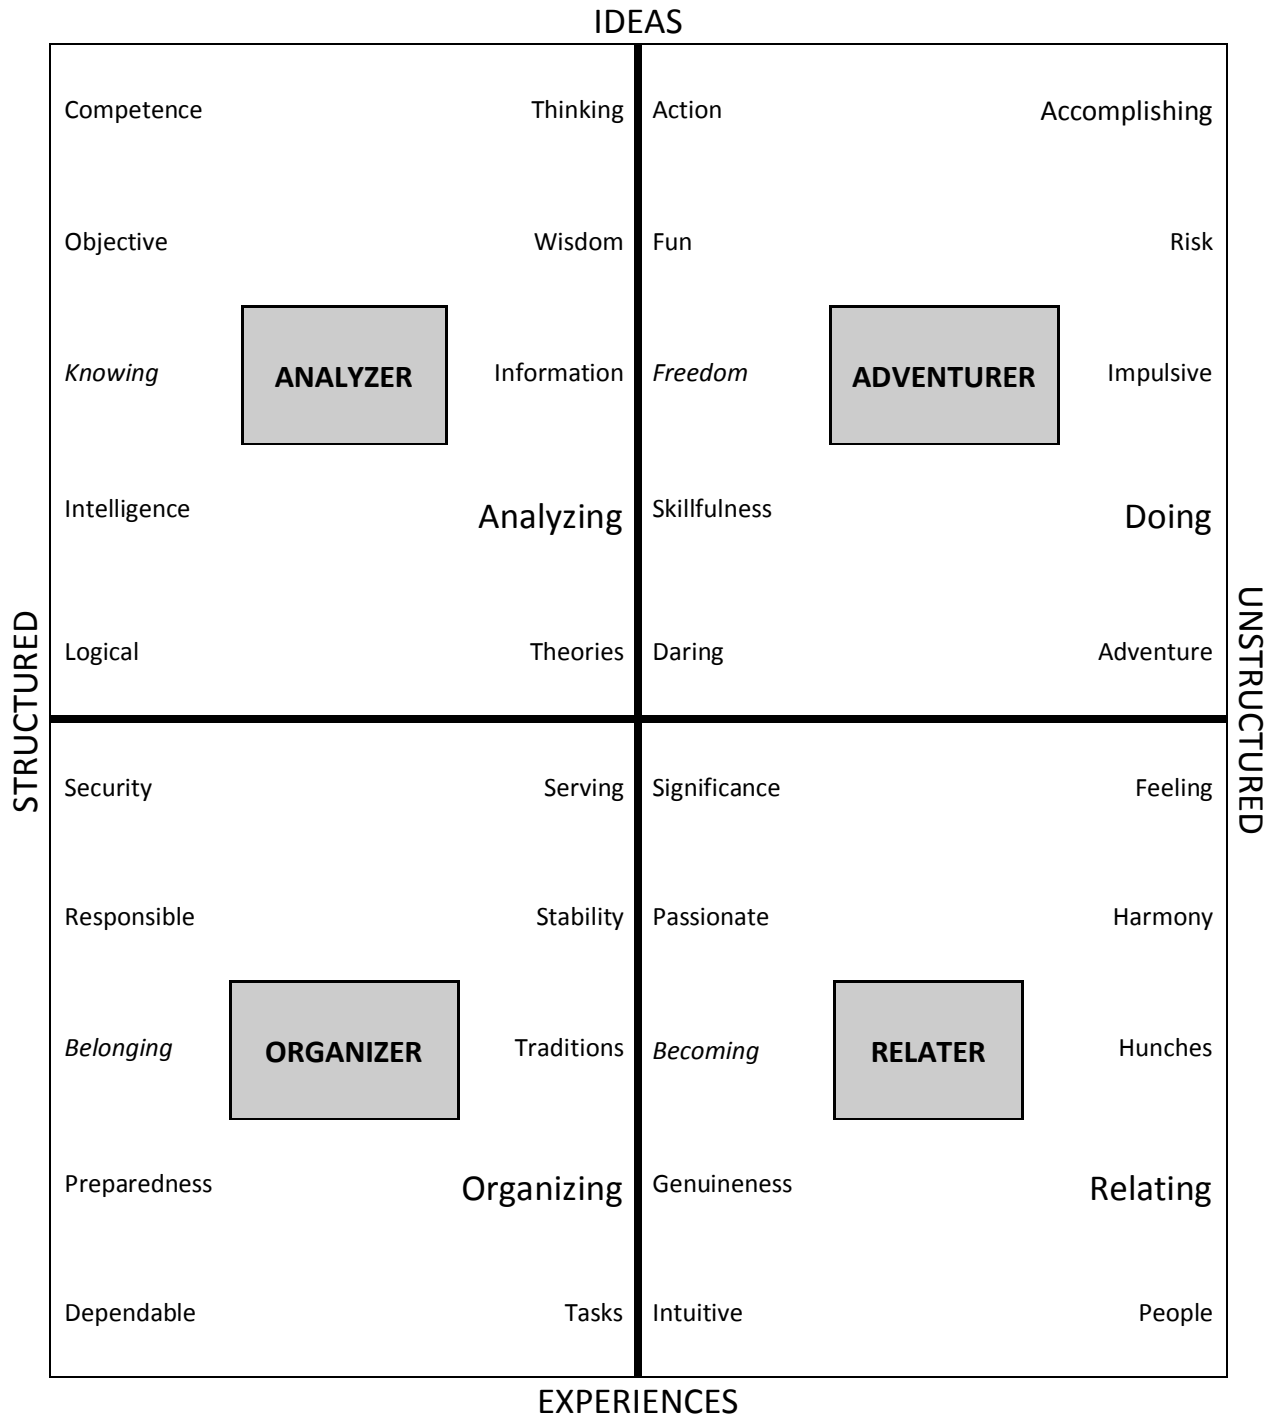 IDEAS
Competence Thinking Action Accomplishing
Objective Wisdom Fun Risk
Knowing ANALYZER Information Freedom ADVENTURER Impulsive
Intelligence Analyzing Skillfulness Doing
Logical Theories Daring Adventure
STRUCTURED
UNSTRUCTURED
Security Serving Significance Feeling
Responsible Stability Passionate Harmony
Belonging ORGANIZER Traditions Becoming RELATER Hunches
Preparedness Organizing Genuineness Relating
Dependable Tasks Intuitive People
EXPERIENCES